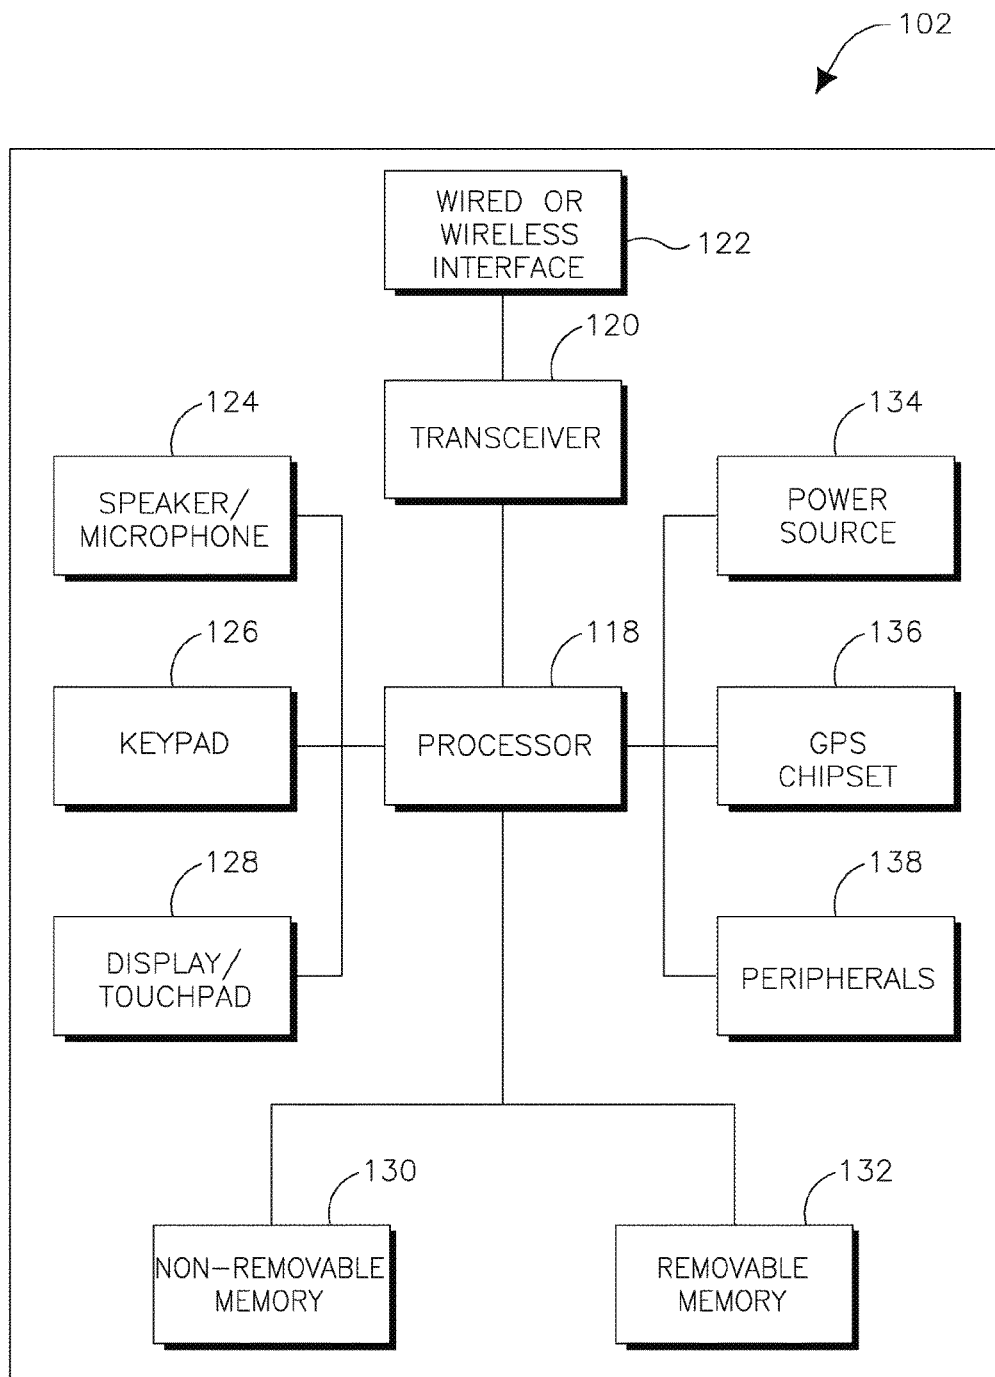 102
WIRED OR
WIRELESS
INTERFACE
122
120
TRANSCEIVER
124
SPEAKER/
MICROPHONE
134
POWER
SOURCE
126
KEYPAD
118
PROCESSOR
136
GPS
CHIPSET
128
DISPLAY/
TOUCHPAD
138
PERIPHERALS
130
NON-REMOVABLE
MEMORY
132
REMOVABLE
MEMORY